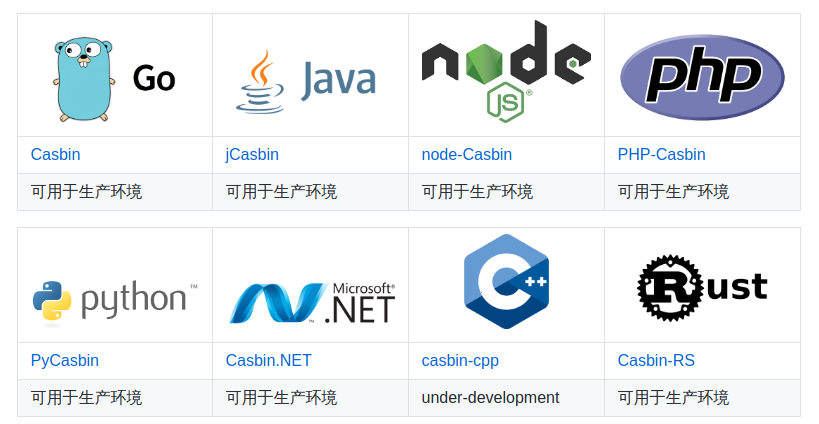 Go
Java
node
JS®
php
Casbin
jCasbin
node-Casbin
PHP-Casbin
可用于生产环境
可用于生产环境
可用于生产环境
可用于生产环境
python™
Microsoft®
.NET
™
C++
Rust
PyCasbin
Casbin.NET
casbin-cpp
Casbin-RS
可用于生产环境
可用于生产环境
under-development
可用于生产环境